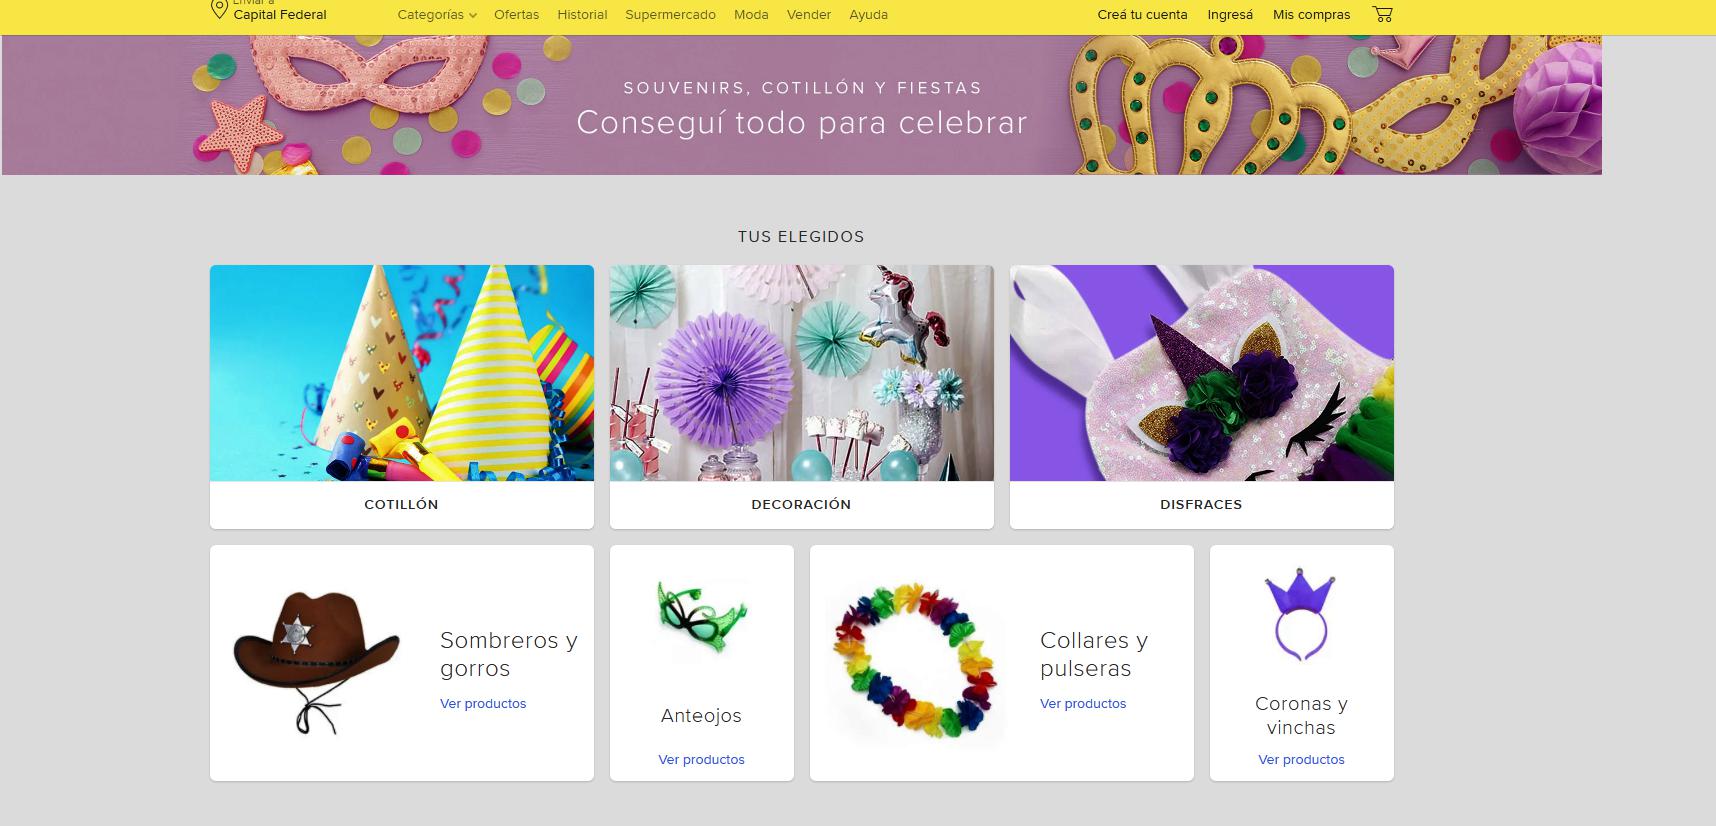 Enviar a
Capital Federal
Categorías Ofertas Historial Supermercado Moda Vender Ayuda Creá tu cuenta Ingresá Mis compras
SOUVENIRS, COTILLÓN Y FIESTAS
Conseguí todo para celebrar
TUS ELEGIDOS
COTILLÓN DECORACIÓN DISFRACES
Sombreros y
gorros
Ver productos
Anteojos
Ver productos
Collares y
pulseras
Ver productos
Coronas y
vinchas
Ver productos